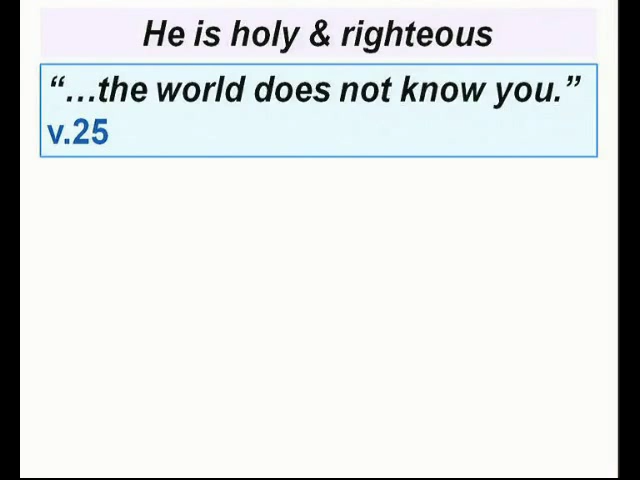 He is holy & righteous
“…the world does not know you.”
v.25